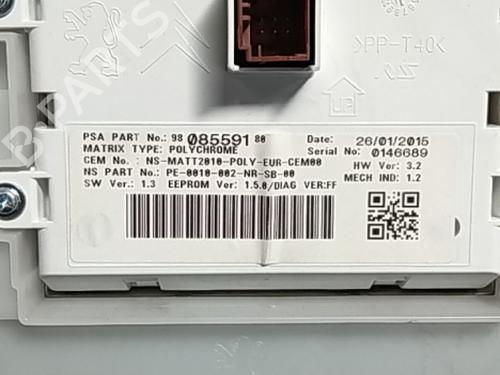 >PP-T40<
PSA PART No.: 98 085591 80 Date: 26/01/2015
MATRIX TYPE: POLYCHROME Serial No: 0146689
CEM No. : NS-MATT2010-POLY-EUR-CEM00 HW Ver.: 3.2
NS PART No.: PE-0010-002-NR-SB-00 MECH IND: 1.2
SW Ver.: 1.3 EEPROM Ver: 1.5.0/DIAG VER:FF